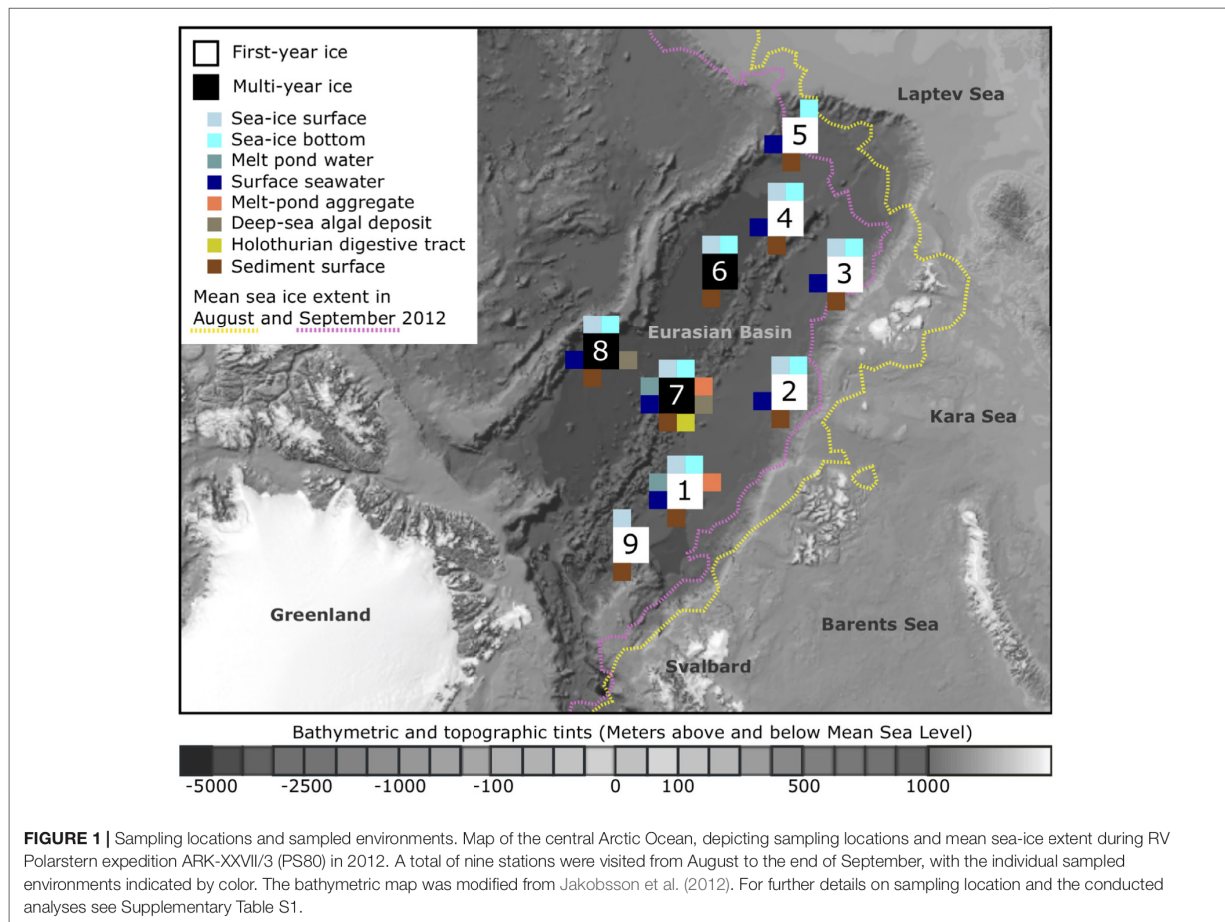 First-year ice
Multi-year ice
Sea-ice surface
Sea-ice bottom
Melt pond water
Surface seawater
Melt-pond aggregate
Deep-sea algal deposit
Holothurian digestive tract
Sediment surface
Mean sea ice extent in
August and September 2012
Laptev Sea
5
4
6
3
Eurasian Basin
8
7
2
Kara Sea
1
9
Greenland
Barents Sea
Svalbard
Bathymetric and topographic tints (Meters above and below Mean Sea Level)
-5000 -2500 -1000 -100 0 100 500 1000
FIGURE 1 | Sampling locations and sampled environments. Map of the central Arctic Ocean, depicting sampling locations and mean sea-ice extent during RV
Polarstern expedition ARK-XXVII/3 (PS80) in 2012. A total of nine stations were visited from August to the end of September, with the individual sampled
environments indicated by color. The bathymetric map was modified from Jakobsson et al. (2012). For further details on sampling location and the conducted
analyses see Supplementary Table S1.